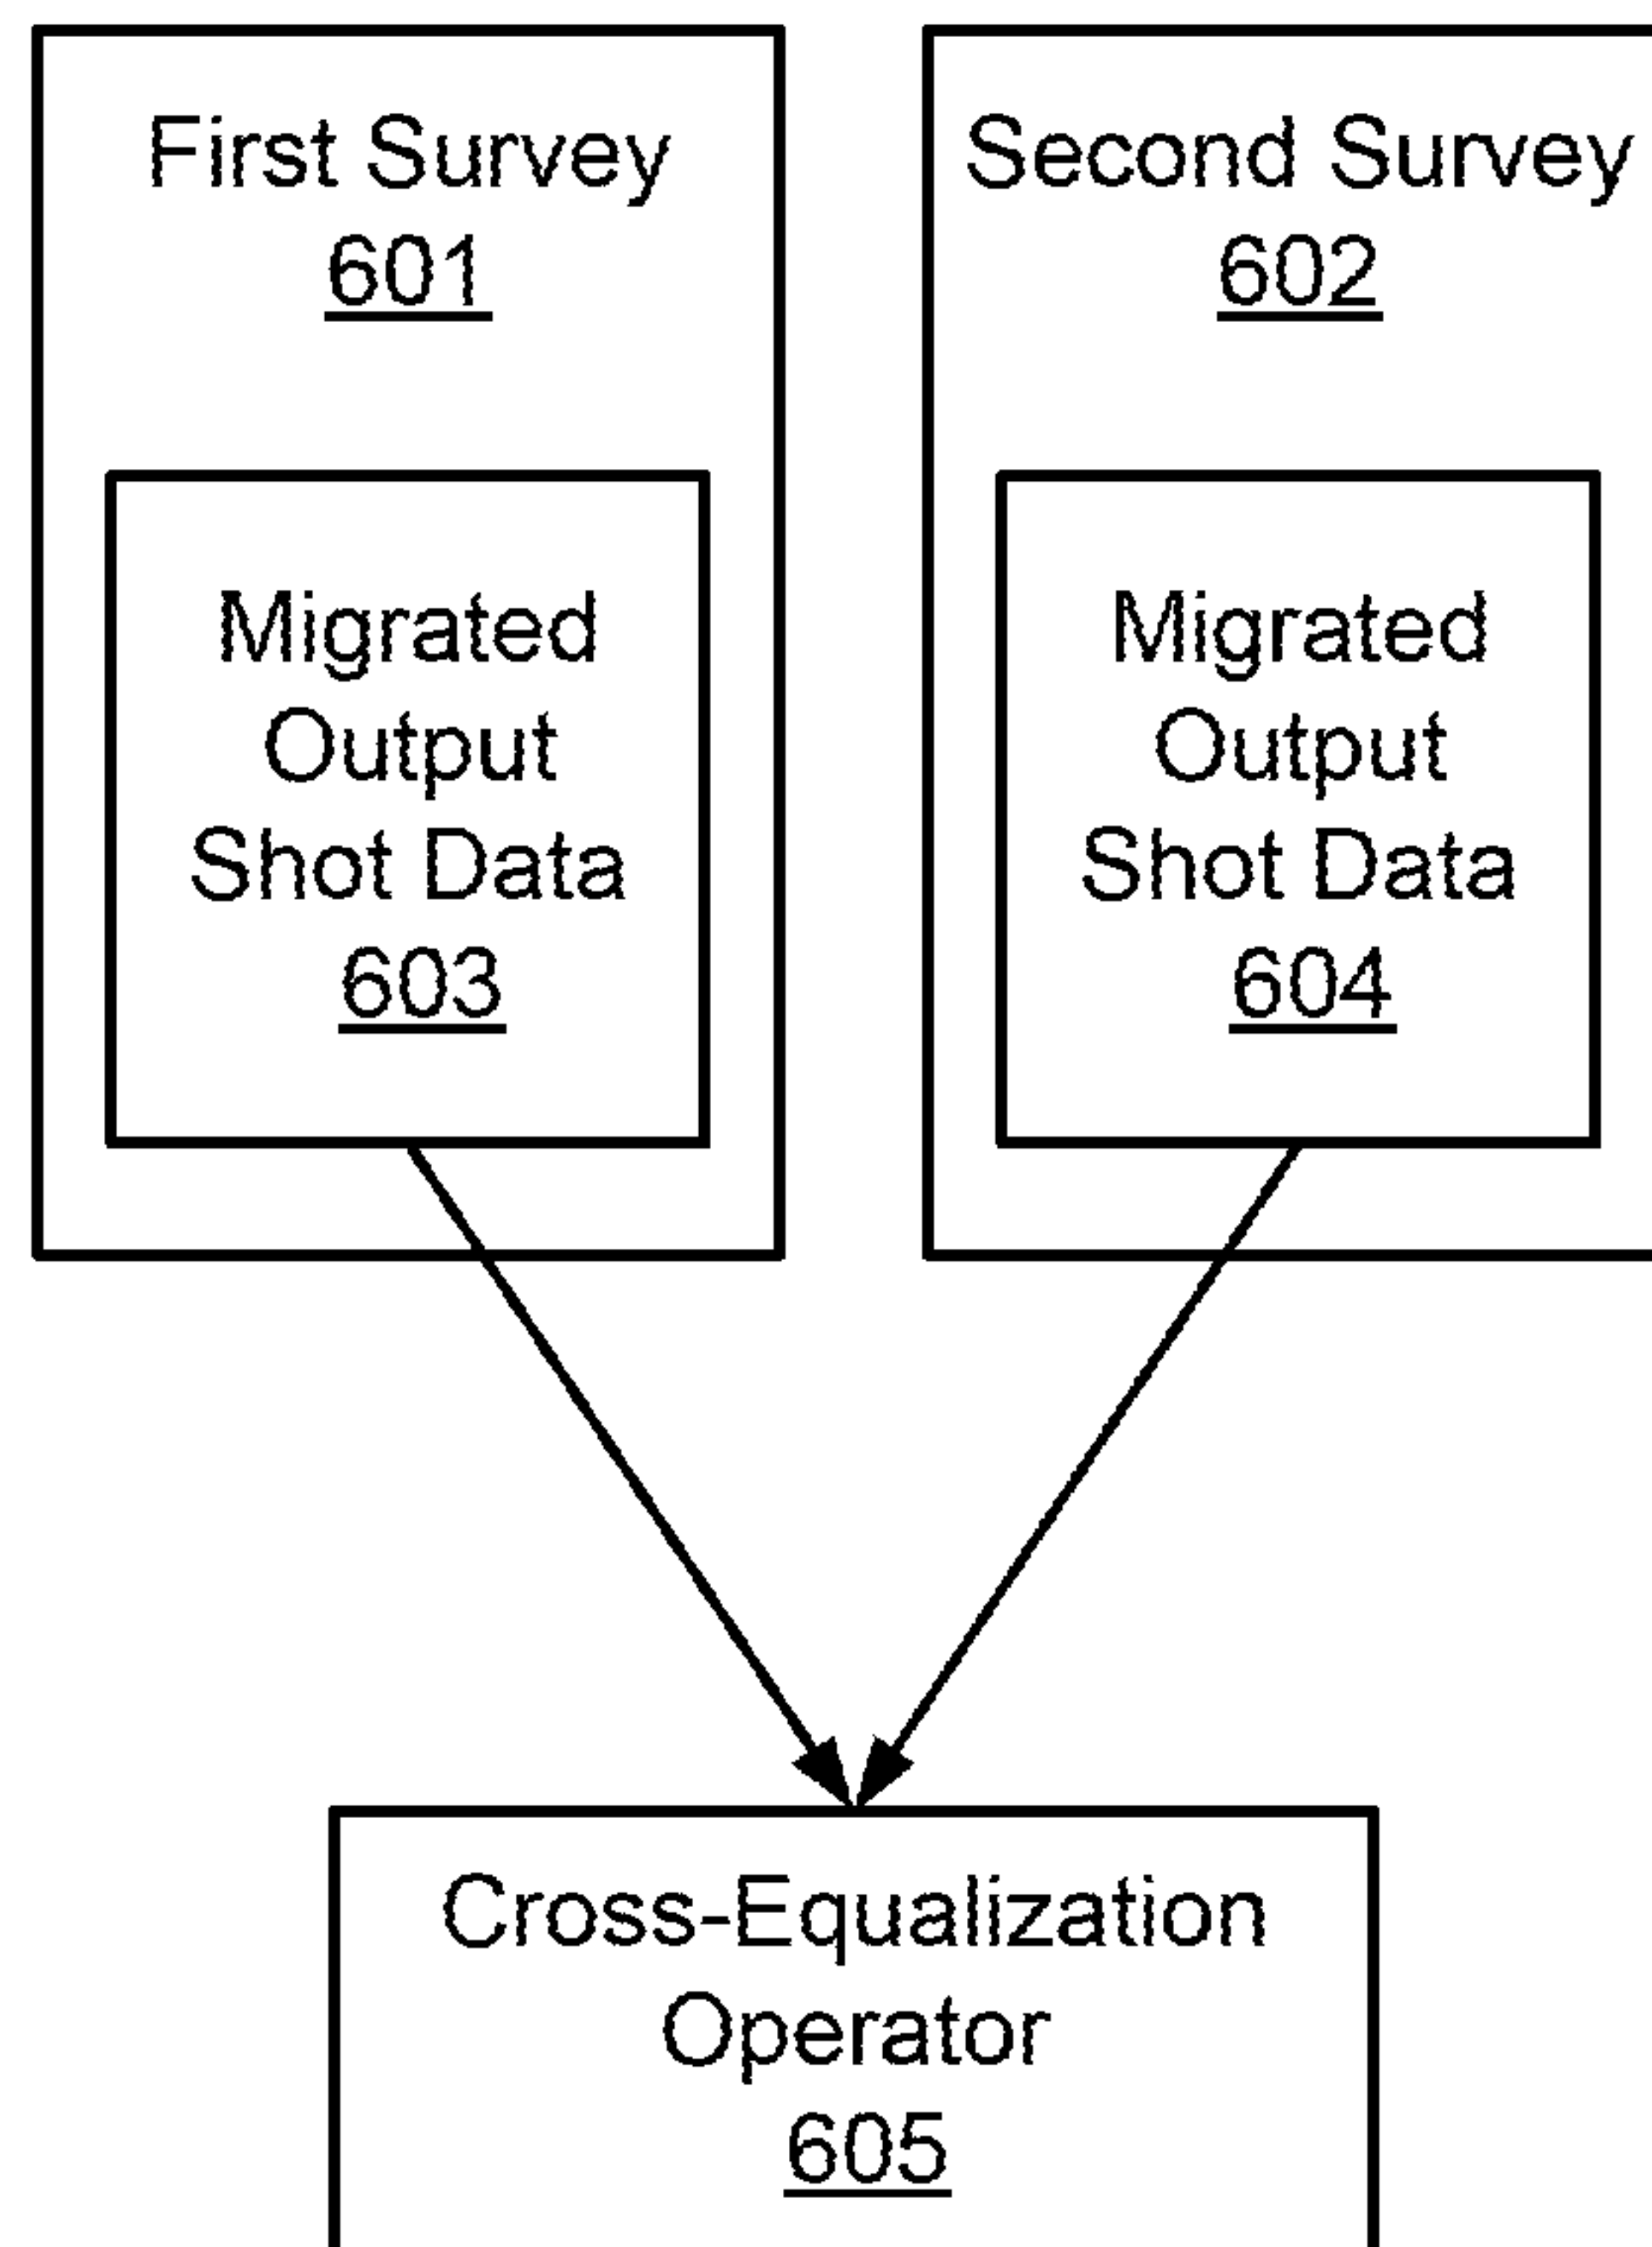 First Survey
601
Migrated
Output
Shot Data
603
Second Survey
602
Migrated
Output
Shot Data
604
Cross-Equalization
Operator
605